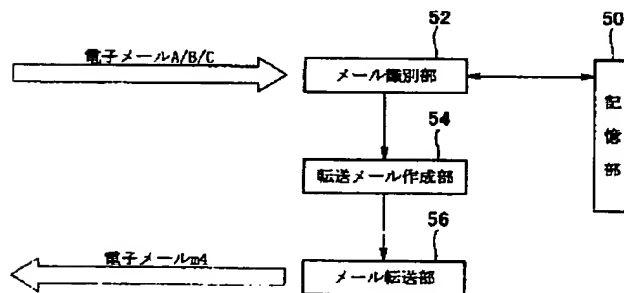 52
50
電子メールA/B/C
メール識別部
記憶部
54
転送メール作成部
56
電子メールm4
メール転送部